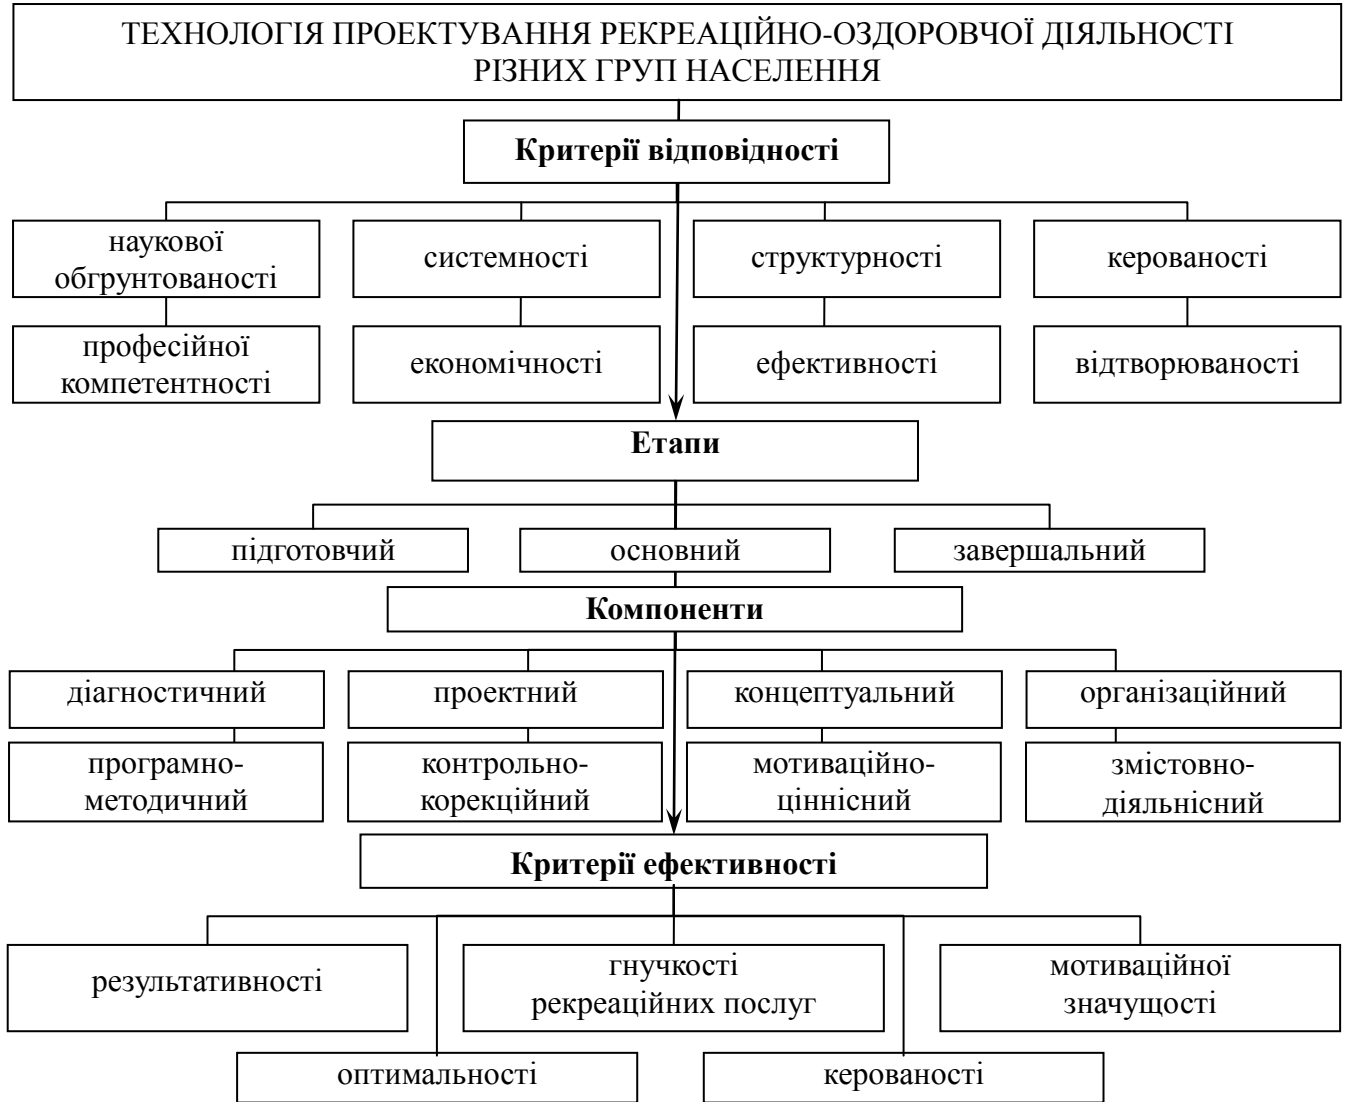 ТЕХНОЛОГІЯ ПРОЕКТУВАННЯ РЕКРЕАЦІЙНО-ОЗДОРОВЧОЇ ДІЯЛЬНОСТІ
РІЗНИХ ГРУП НАСЕЛЕННЯ
Критерії відповідності
наукової
обгрунтованості
системності
структурності
керованості
професійної
компетентності
економічності
ефективності
відтворюваності
Етапи
підготовчий
основний
завершальний
Компоненти
діагностичний
проектний
концептуальний
організаційний
програмно-
методичний
контрольно-
корекційний
мотиваційно-
ціннісний
змістовно-
діяльнісний
Критерії ефективності
результативності
гнучкості
рекреаційних послуг
мотиваційної
значущості
оптимальності
керованості